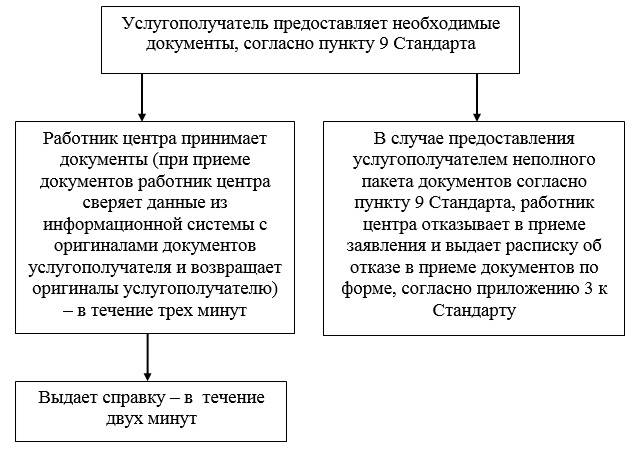 Услугополучатель предоставляет необходимые
документы, согласно пункту 9 Стандарта
Работник центра принимает
документы (при приеме
документов работник центра
сверяет данные из
информационной системы с
оригиналами документов
услугополучателя и возвращает
оригиналы услугополучателю)
– в течение трех минут
В случае предоставления
услугополучателем неполного
пакета документов согласно
пункту 9 Стандарта, работник
центра отказывает в приеме
заявления и выдает расписку об
отказе в приеме документов по
форме, согласно приложению 3 к
Стандарту
Выдает справку – в  течение
двух минут